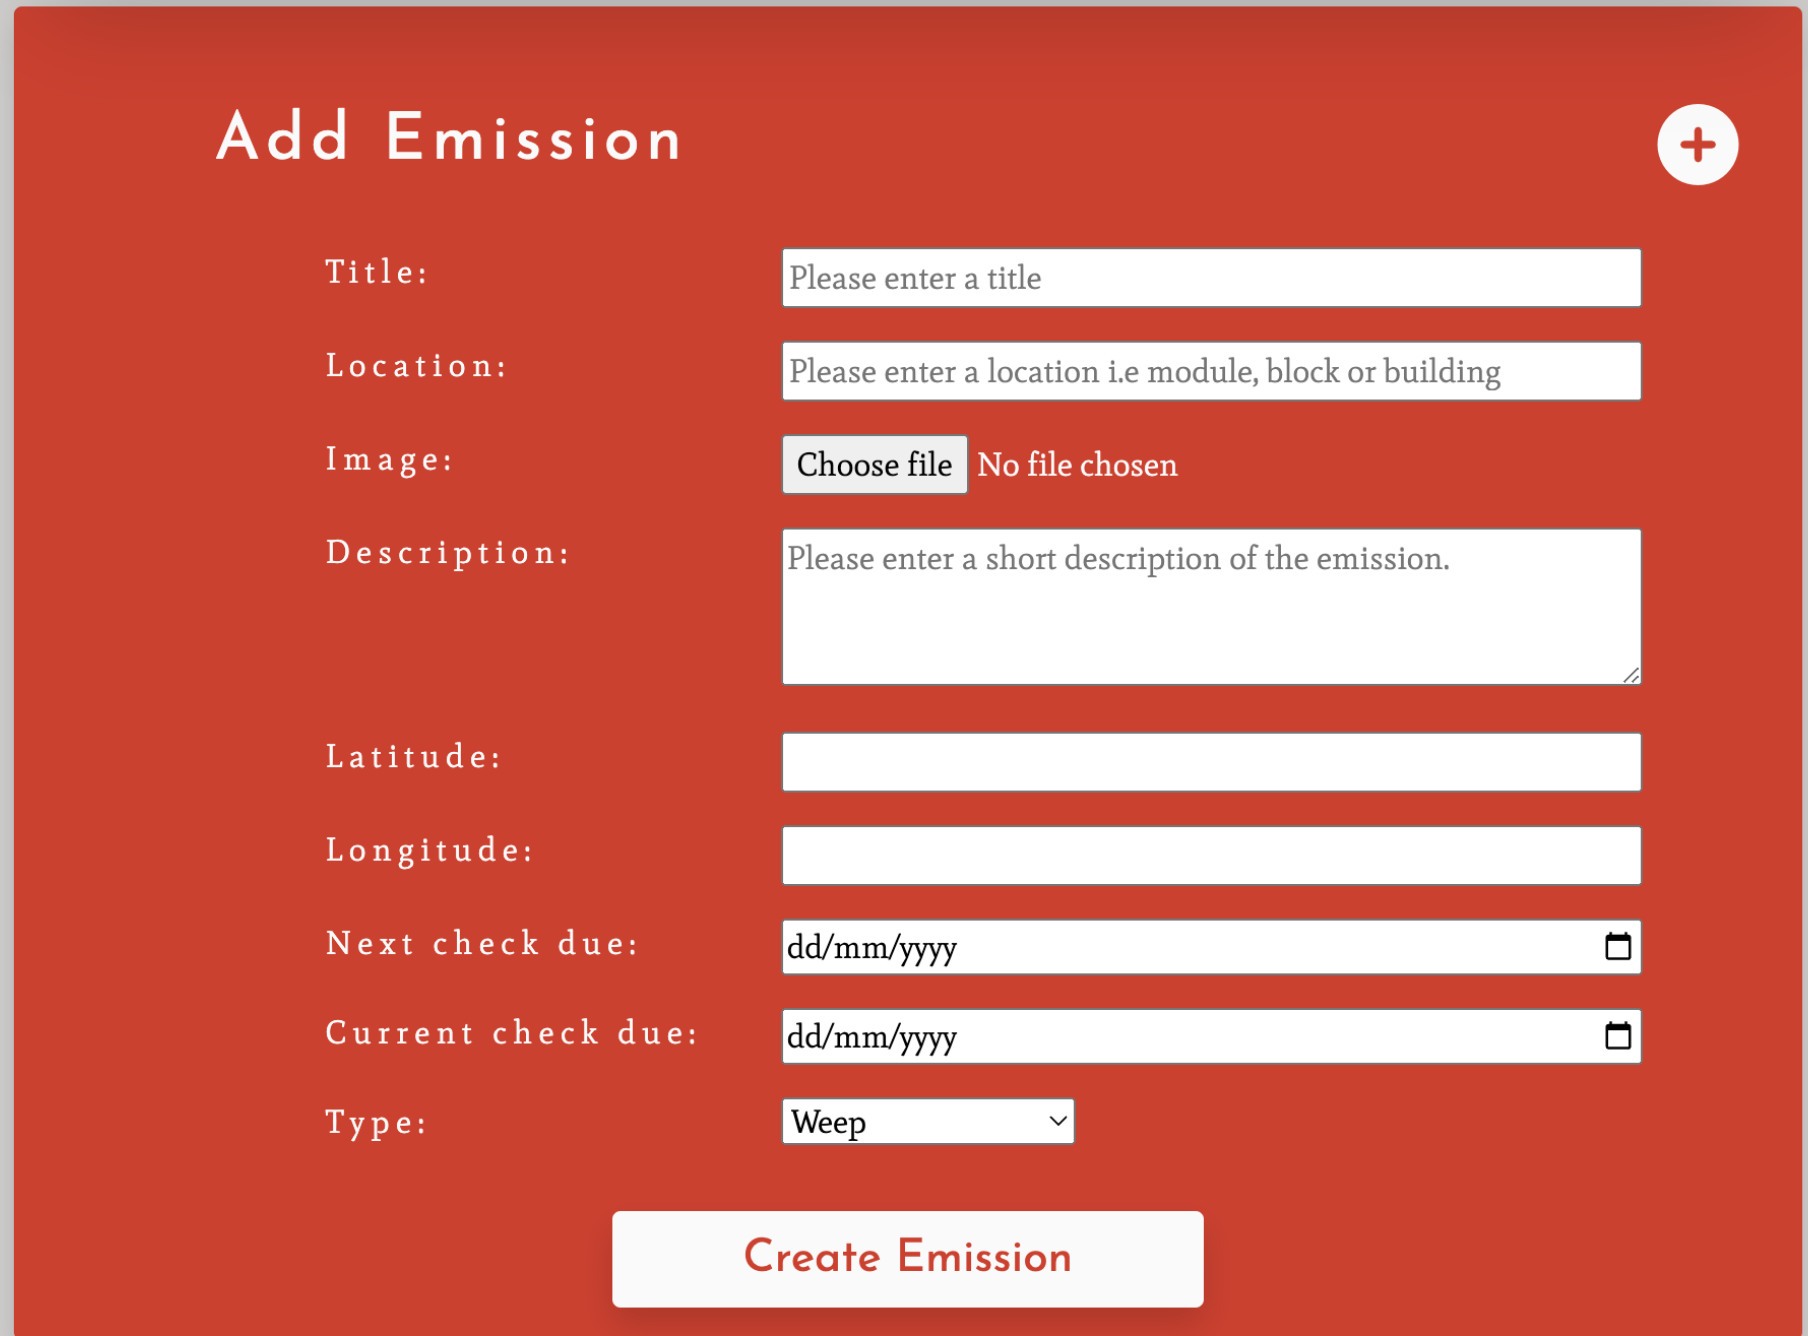 Add Emission
Title:
Please enter a title
Location:
Please enter a location i.e module, block or building
Image:
Choose file No file chosen
Description:
Please enter a short description of the emission.
Latitude:
Longitude:
Next check due:
dd/mm/yyyy
Current check due:
dd/mm/yyyy
Type:
Weep
Create Emission